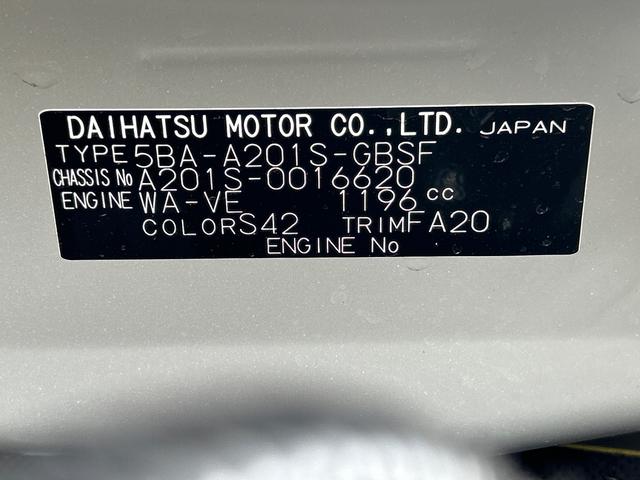 DAIHATSU MOTOR CO.,LTD. JAPAN
TYPE 5BA-A201S-GBSF
CHASSIS No A201S-0016620
ENGINE WA-VE 1196 cc
COLOR S42 TRIM FA20
ENGINE No